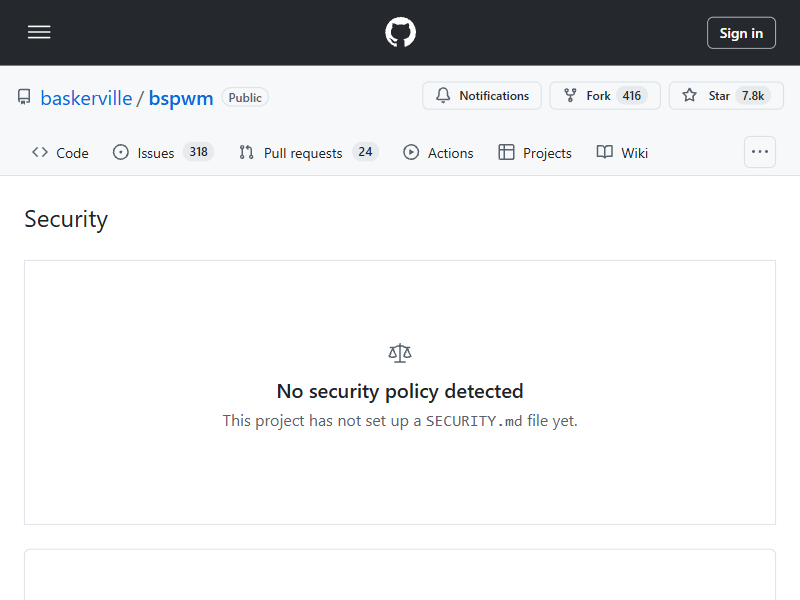 Sign in
baskerville / bspwm Public
Notifications Fork 416 Star 7.8k
Code Issues 318 Pull requests 24 Actions Projects Wiki
Security
No security policy detected
This project has not set up a SECURITY.md file yet.